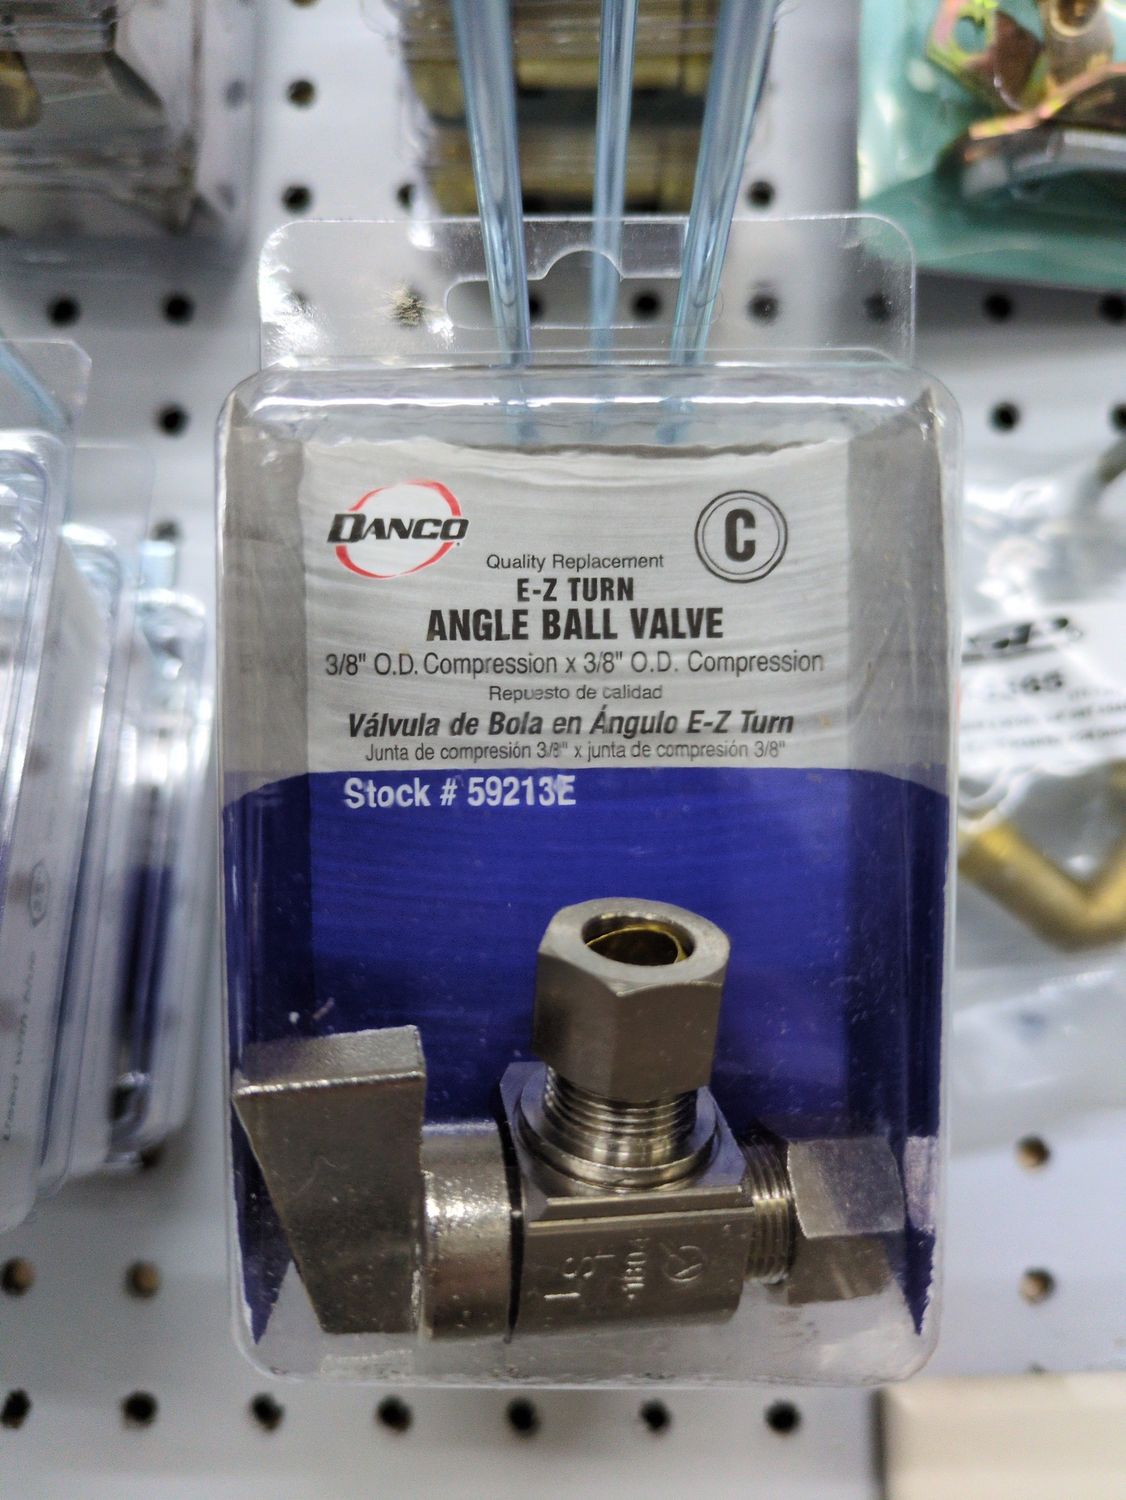 DANCO
C
Quality Replacement
E-Z TURN
ANGLE BALL VALVE
3/8" O.D. Compression x 3/8" O.D. Compression
Repuesto de calidad
Válvula de Bola en Ángulo E-Z Turn
Junta de compresión 3/8" x junta de compresión 3/8"
Stock # 59213E